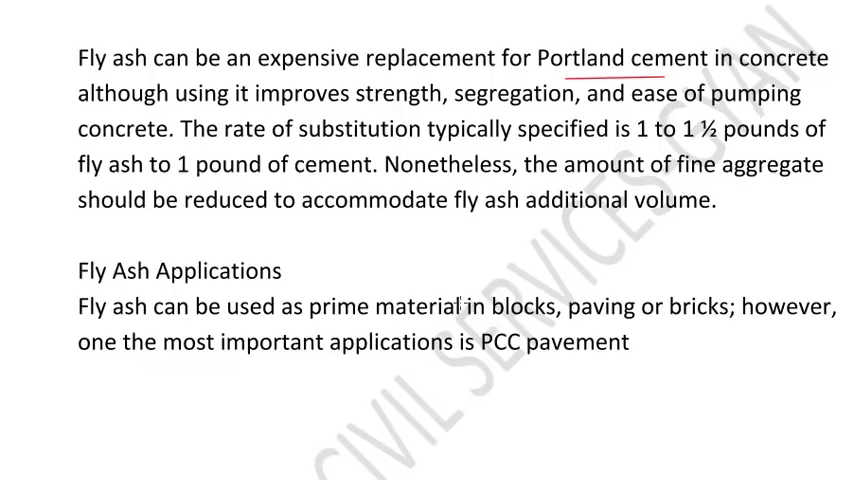 Fly ash can be an expensive replacement for Portland cement in concrete
although using it improves strength, segregation, and ease of pumping
concrete. The rate of substitution typically specified is 1 to 1 ½ pounds of
fly ash to 1 pound of cement. Nonetheless, the amount of fine aggregate
should be reduced to accommodate fly ash additional volume.
Fly Ash Applications
Fly ash can be used as prime material in blocks, paving or bricks; however,
one the most important applications is PCC pavement
CIVIL SERVICES-GYAN